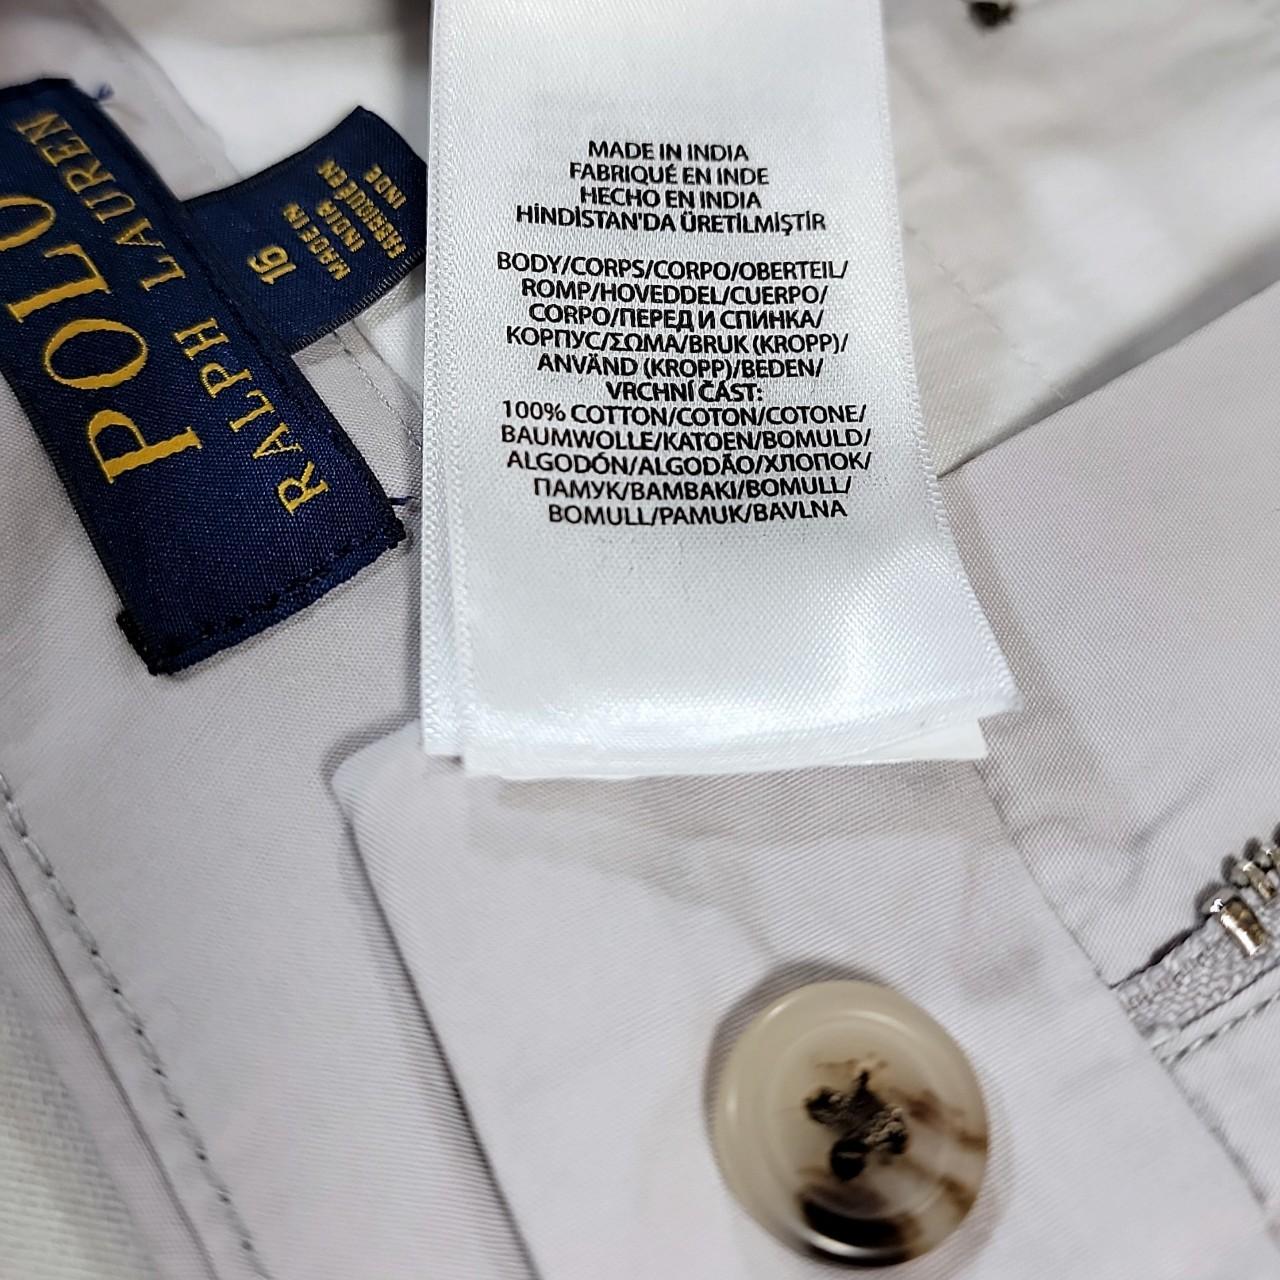 POLO
RALPH LAUREN
16
MADE IN
INDIA
FABRIQUÉ EN
INDE
MADE IN INDIA
FABRIQUÉ EN INDE
HECHO EN INDIA
HİNDİSTAN'DA ÜRETİLMİŞTİR
BODY/CORPS/CORPO/OBERTEIL/
ROMP/HOVEDDEL/CUERPO/
CORPO/ПЕРЕД И СПИНКА/
КОРПУС/ΣΩΜΑ/BRUK (KROPP)/
ANVÄND (KROPP)/BEDEN/
VRCHNÍ ČÁST:
100% COTTON/COTON/COTONE/
BAUMWOLLE/KATOEN/BOMULD/
ALGODÓN/ALGODÃO/ХЛОПОК/
ПАМУК/ΒΑΜΒΑΚΙ/BOMULL/
BOMULL/PAMUK/BAVLNA